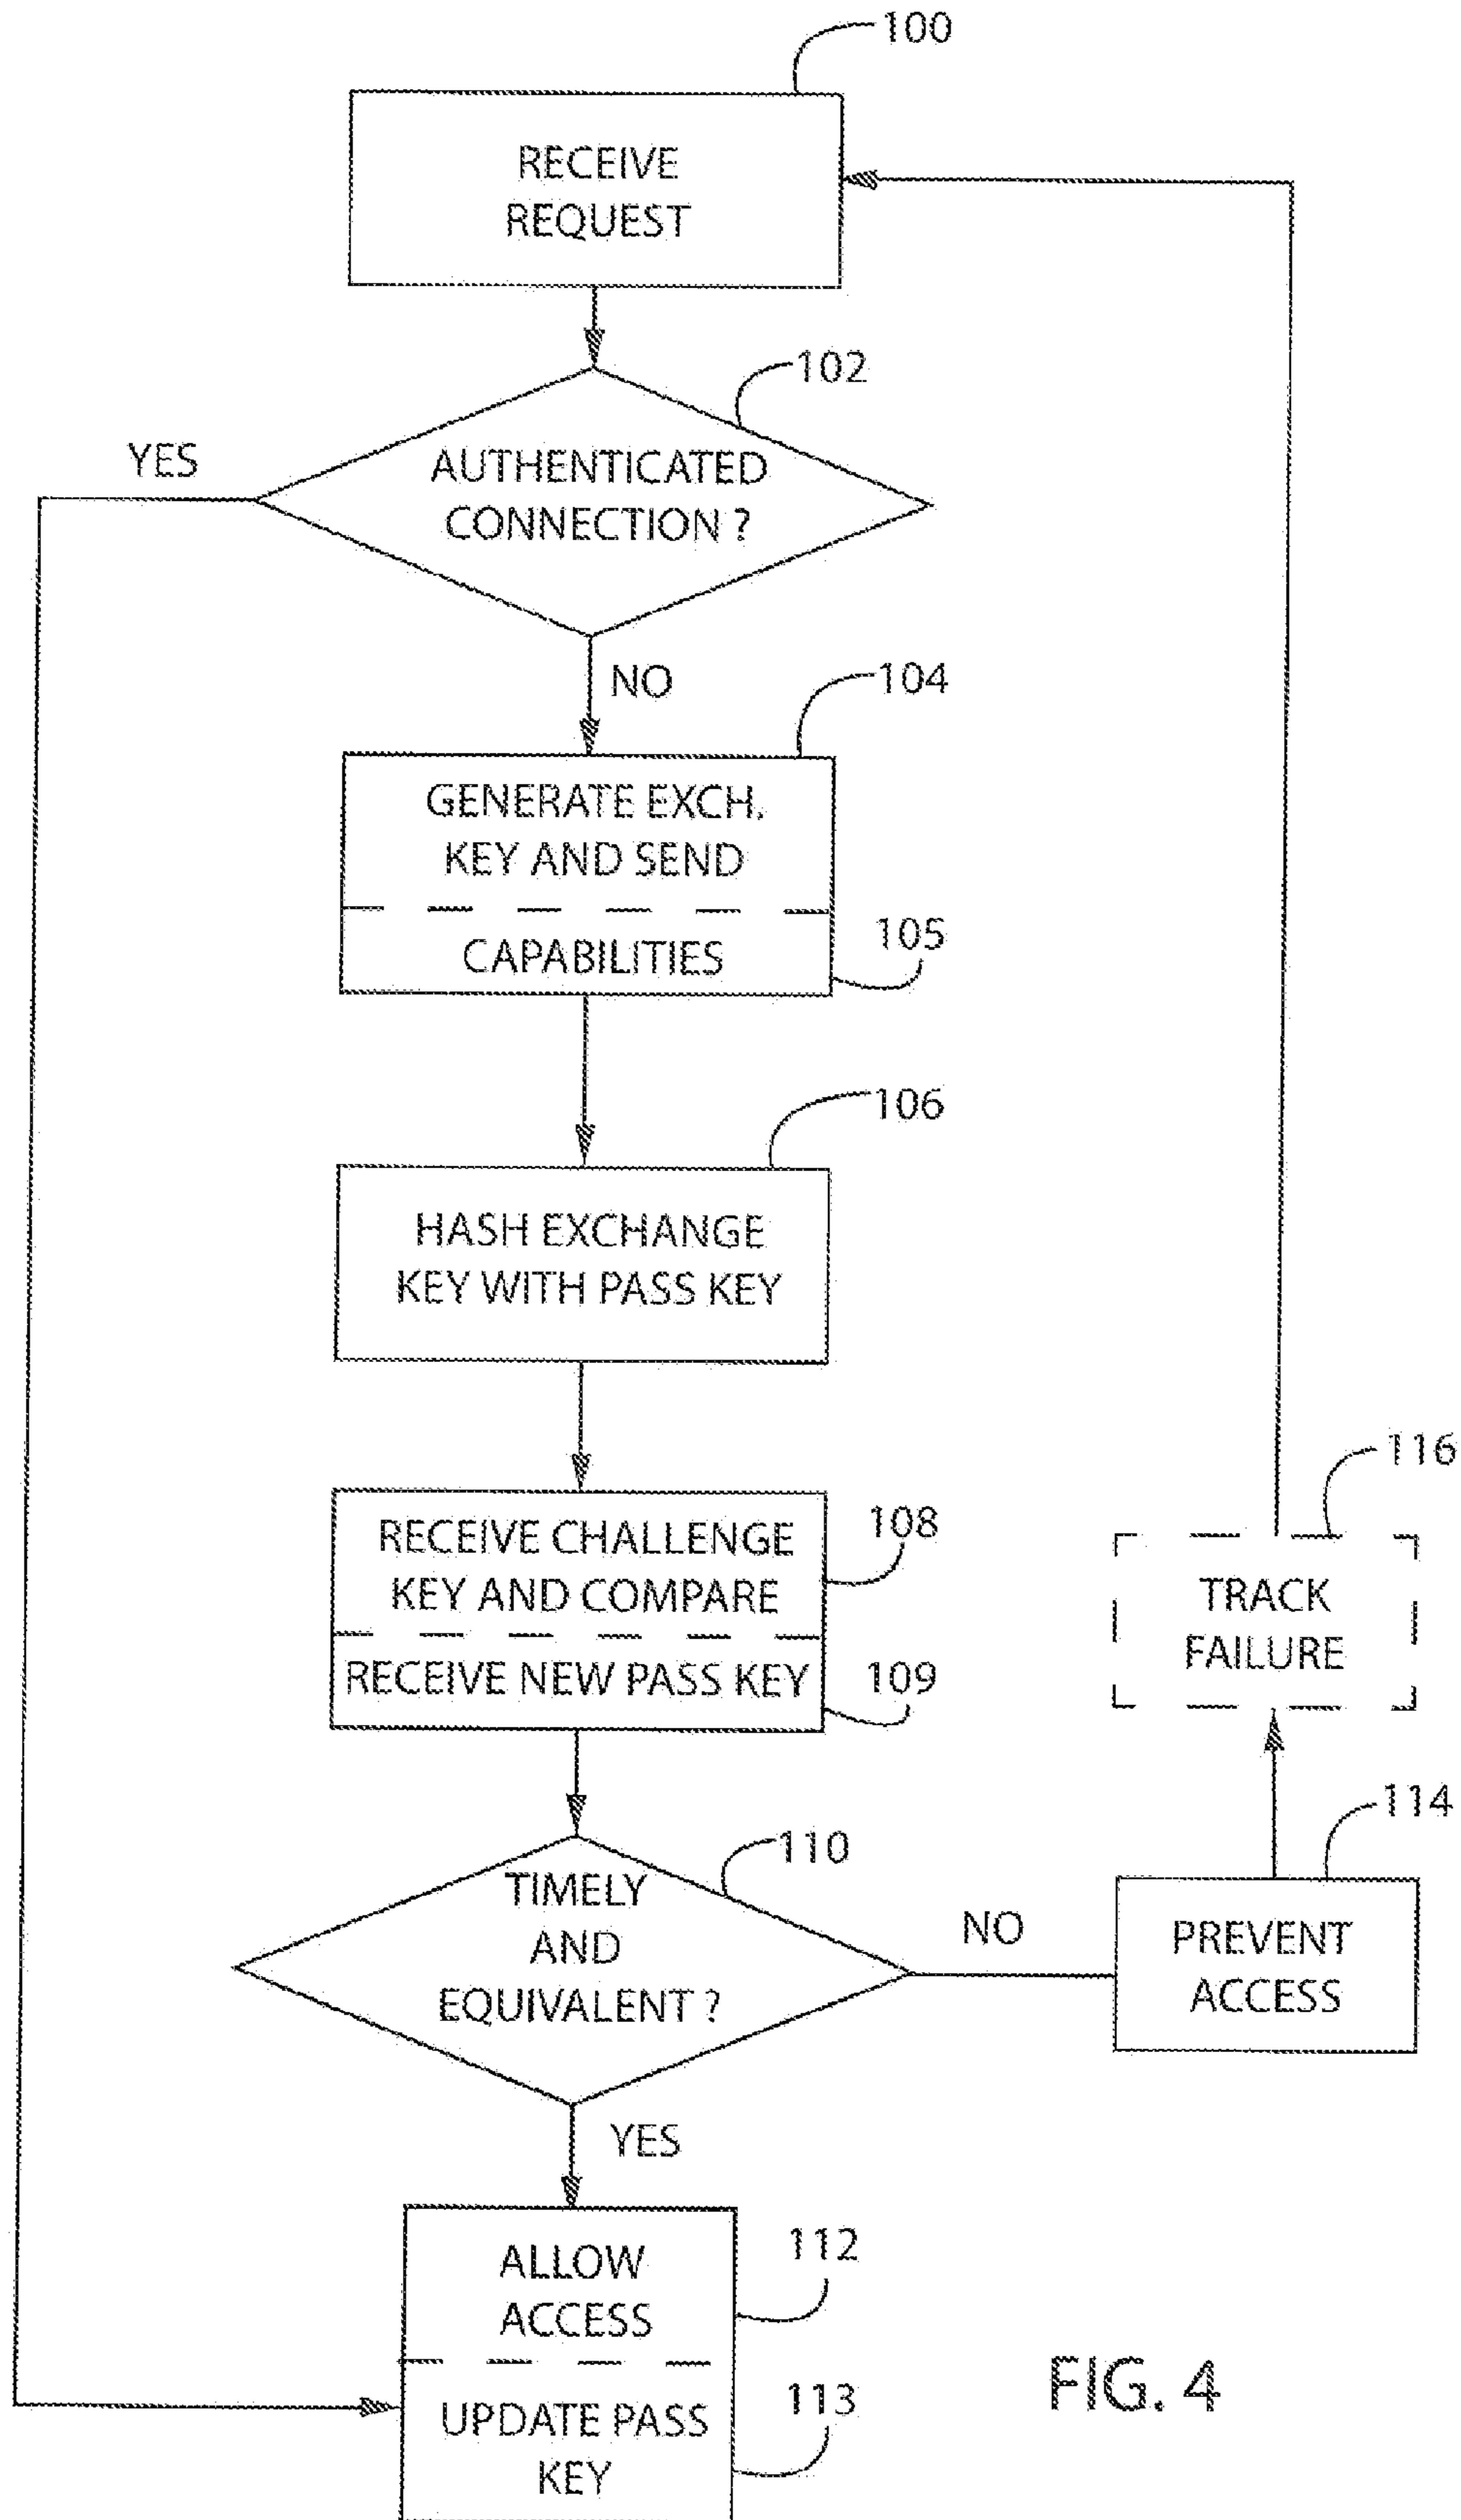 100
RECEIVE
REQUEST
102
YES
AUTHENTICATED
CONNECTION ?
NO
104
GENERATE EXCH.
KEY AND SEND
105
CAPABILITIES
106
HASH EXCHANGE
KEY WITH PASS KEY
116
108
RECEIVE CHALLENGE
KEY AND COMPARE
TRACK
FAILURE
RECEIVE NEW PASS KEY
109
114
110
TIMELY
AND
EQUIVALENT ?
NO
PREVENT
ACCESS
YES
112
ALLOW
ACCESS
113
UPDATE PASS
KEY
FIG. 4